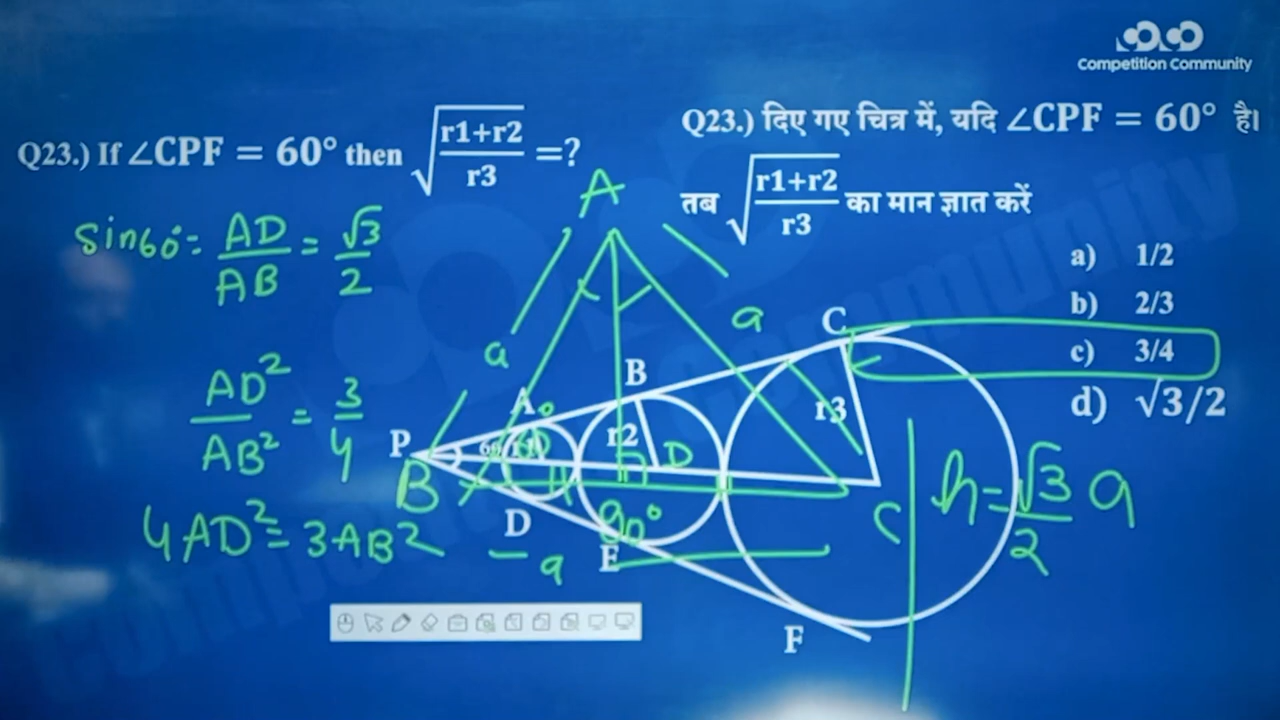 Competition Community
Q23.) If ∠CPF = 60° then √(r1+r2 / r3) =?
Q23.) दिए गए चित्र में, यदि ∠CPF = 60° है।
तब √(r1+r2 / r3) का मान ज्ञात करें
a) 1/2
b) 2/3
c) 3/4
d) √3/2
Sin60° = AD/AB = √3/2
AD²/AB² = 3/4
4AD² = 3AB²
A
a
a
C
B
A
r3
P
r2
D
B
D
90°
E
a
C
h = √3/2 a
F